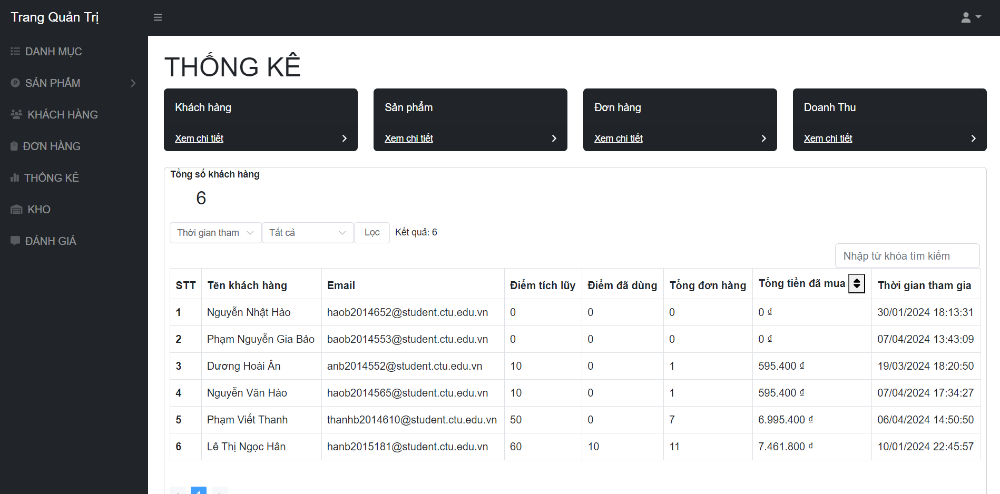 Trang Quản Trị
DANH MỤC
SẢN PHẨM
KHÁCH HÀNG
ĐƠN HÀNG
THỐNG KÊ
KHO
ĐÁNH GIÁ
THỐNG KÊ
Khách hàng
Xem chi tiết
Sản phẩm
Xem chi tiết
Đơn hàng
Xem chi tiết
Doanh Thu
Xem chi tiết
Tổng số khách hàng
6
Thời gian tham Tất cả Lọc Kết quả: 6
Nhập từ khóa tìm kiếm
STT Tên khách hàng Email Điểm tích lũy Điểm đã dùng Tổng đơn hàng Tổng tiền đã mua Thời gian tham gia
1 Nguyễn Nhật Hào haob2014652@student.ctu.edu.vn 0 0 0 0 ₫ 30/01/2024 18:13:31
2 Phạm Nguyễn Gia Bảo baob2014553@student.ctu.edu.vn 0 0 0 0 ₫ 07/04/2024 13:43:09
3 Dương Hoài Ân anb2014552@student.ctu.edu.vn 10 0 1 595.400 ₫ 19/03/2024 18:20:50
4 Nguyễn Văn Hào haob2014565@student.ctu.edu.vn 10 0 1 595.400 ₫ 07/04/2024 17:34:27
5 Phạm Viết Thanh thanhb2014610@student.ctu.edu.vn 50 0 7 6.995.400 ₫ 06/04/2024 14:50:50
6 Lê Thị Ngọc Hân hanb2015181@student.ctu.edu.vn 60 10 11 7.461.800 ₫ 10/01/2024 22:45:57
1